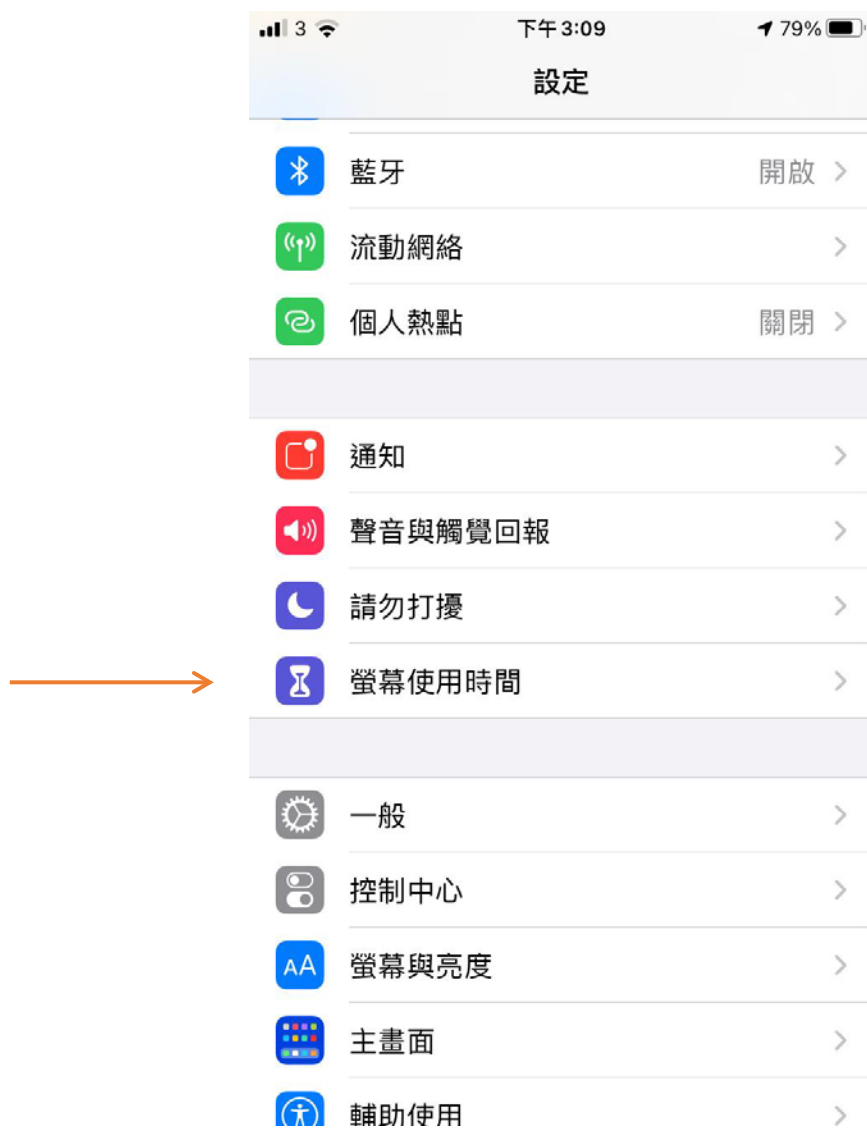 3 下午3:09 79%
設定
藍牙 開啟
流動網絡
個人熱點 關閉
通知
聲音與觸覺回報
請勿打擾
螢幕使用時間
一般
控制中心
AA 螢幕與亮度
主畫面
輔助使用